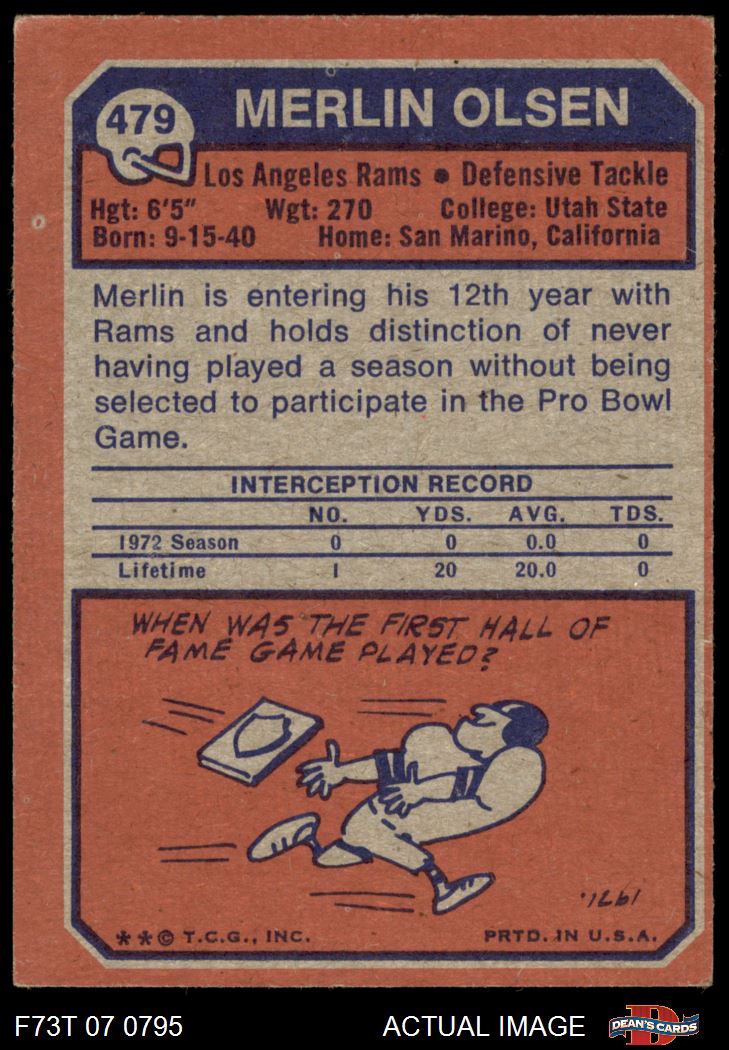 479
MERLIN OLSEN
Los Angeles Rams • Defensive Tackle
Hgt: 6'5" Wgt: 270 College: Utah State
Born: 9-15-40 Home: San Marino, California
Merlin is entering his 12th year with
Rams and holds distinction of never
having played a season without being
selected to participate in the Pro Bowl
Game.
INTERCEPTION RECORD
NO. YDS. AVG. TDS.
1972 Season 0 0 0.0 0
Lifetime 1 20 20.0 0
WHEN WAS THE FIRST HALL OF
FAME GAME PLAYED?
1971.
**© T.C.G., INC. PRTD. IN U.S.A.
F73T 07 0795 ACTUAL IMAGE DEAN'S CARDS